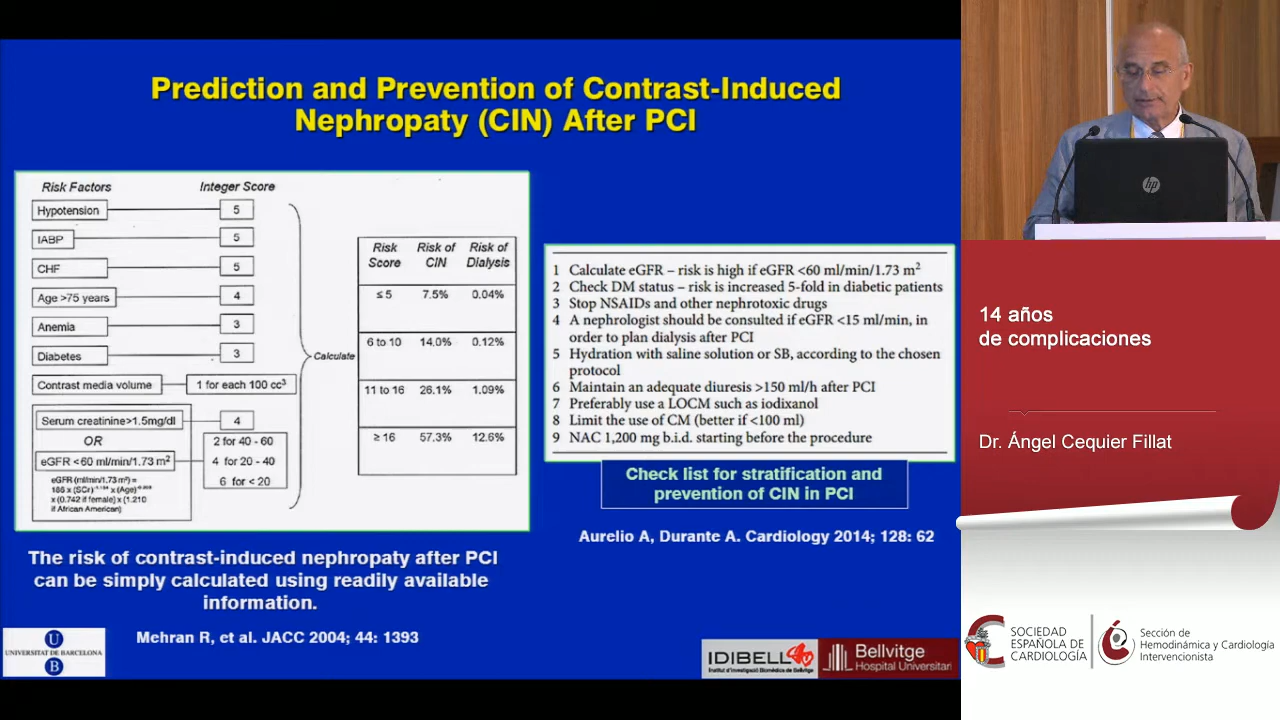 Prediction and Prevention of Contrast-Induced
Nephropaty (CIN) After PCI
Risk Factors
Integer Score
Hypotension
5
IABP
5
CHF
5
Age >75 years
4
Anemia
3
Diabetes
3
Contrast media volume
1 for each 100 cc³
Serum creatinine>1.5mg/dl
4
OR
eGFR <60 ml/min/1.73 m²
2 for 40 - 60
4 for 20 - 40
6 for < 20
eGFR (ml/min/1.73 m²) =
x (0.742 if female) x (1.210
if African American)
Calculate
Risk Score
Risk of CIN
Risk of Dialysis
≤ 5 7.5% 0.04%
6 to 10 14.0% 0.12%
11 to 16 26.1% 1.09%
≥ 16 57.3% 12.6%
The risk of contrast-induced nephropaty after PCI
can be simply calculated using readily available
information.
Mehran R, et al. JACC 2004; 44: 1393
1 Calculate eGFR – risk is high if eGFR <60 ml/min/1.73 m²
2 Check DM status – risk is increased 5-fold in diabetic patients
3 Stop NSAIDs and other nephrotoxic drugs
4 A nephrologist should be consulted if eGFR <15 ml/min, in
order to plan dialysis after PCI
5 Hydration with saline solution or SB, according to the chosen
protocol
6 Maintain an adequate diuresis >150 ml/h after PCI
7 Preferably use a LOCM such as iodixanol
8 Limit the use of CM (better if <100 ml)
9 NAC 1,200 mg b.i.d. starting before the procedure
Check list for stratification and
prevention of CIN in PCI
Aurelio A, Durante A. Cardiology 2014; 128: 62
U
UNIVERSITAT DE BARCELONA
B
IDIBELL
Institut d'Investigació Biomèdica de Bellvitge
Bellvitge
Hospital Universitari
hp
14 años
de complicaciones
Dr. Ángel Cequier Fillat
SOCIEDAD
ESPAÑOLA DE
CARDIOLOGÍA
Sección de
Hemodinámica y Cardiología
Intervencionista